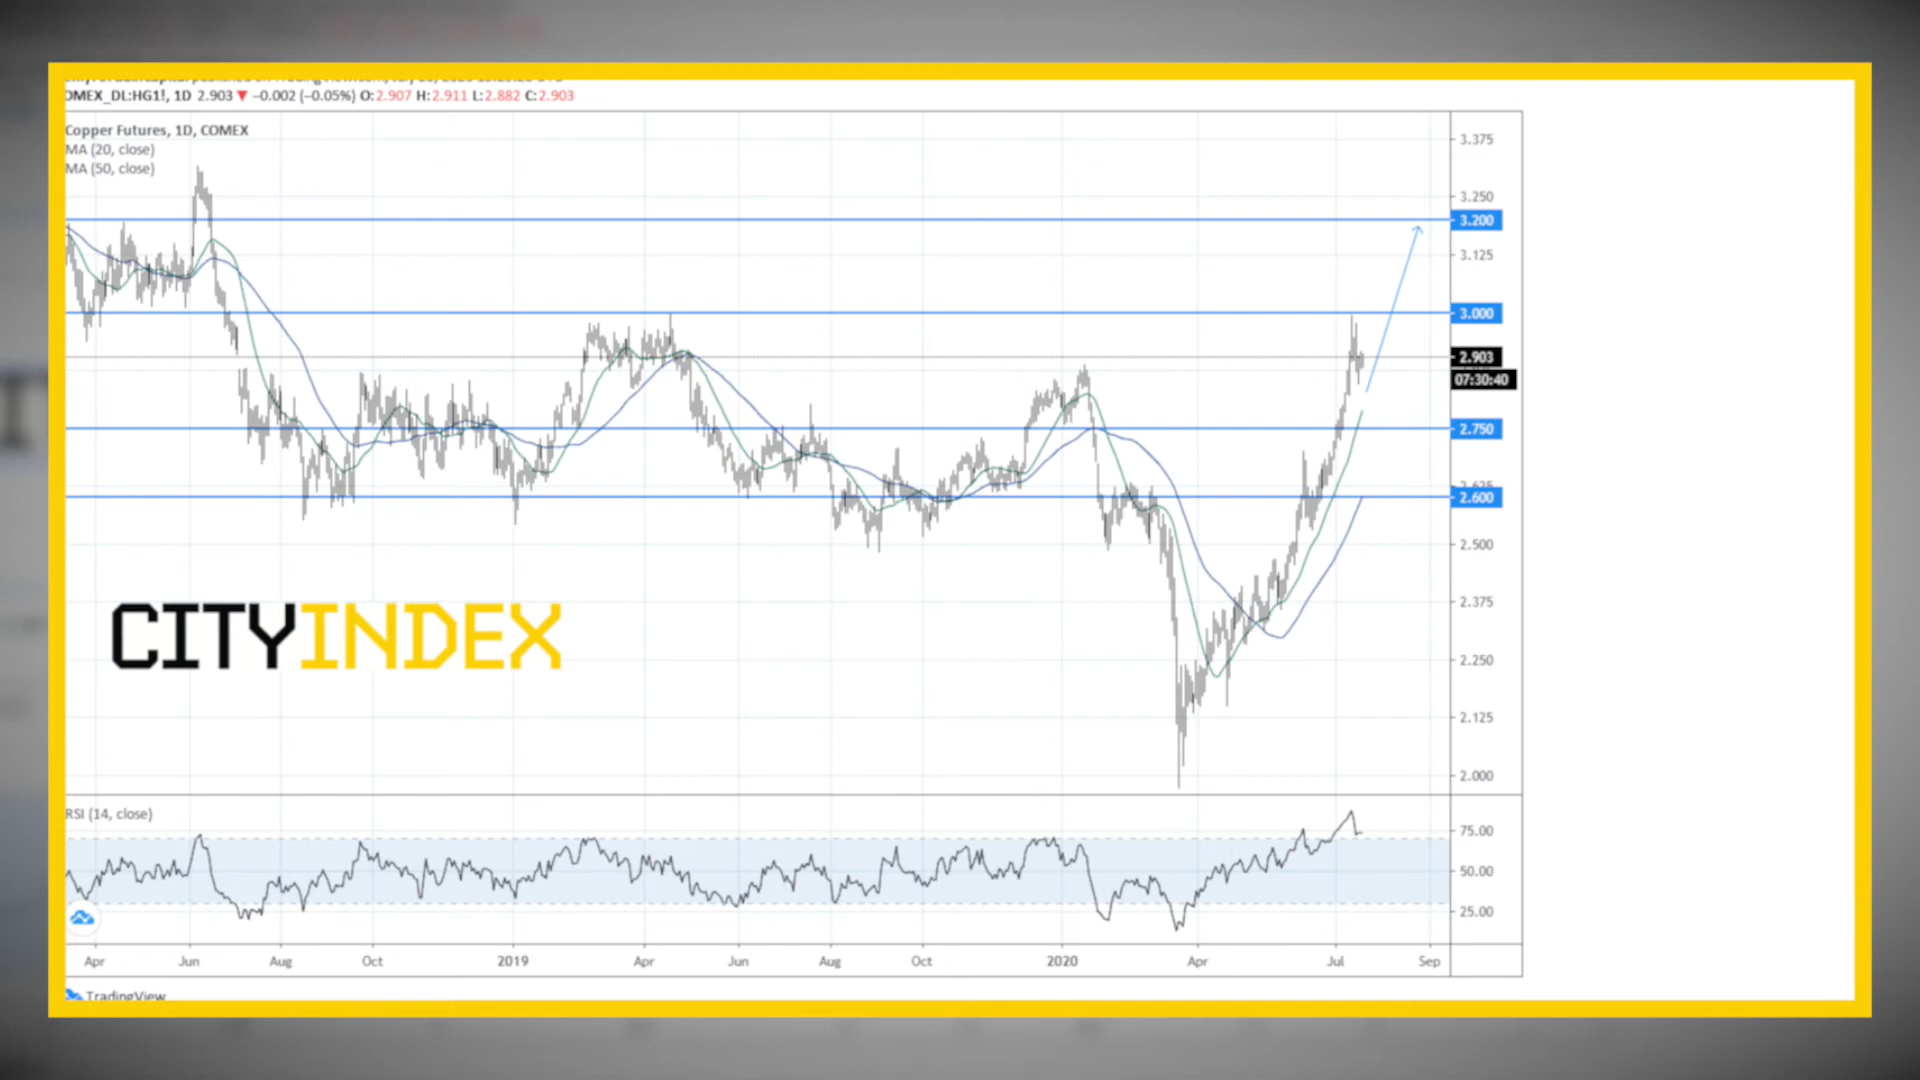 OMEX_DL:HG1!, 1D 2.903 ▼ −0.002 (−0.05%) O:2.907 H:2.911 L:2.882 C:2.903
Copper Futures, 1D, COMEX
MA (20, close)
MA (50, close)
3.375
3.250
3.200
3.125
3.000
2.903
07:30:40
2.750
2.625
2.600
2.500
2.375
2.250
2.125
2.000
CITYINDEX
RSI (14, close)
75.00
50.00
25.00
Apr Jun Aug Oct 2019 Apr Jun Aug Oct 2020 Apr Jul Sep
TradingView